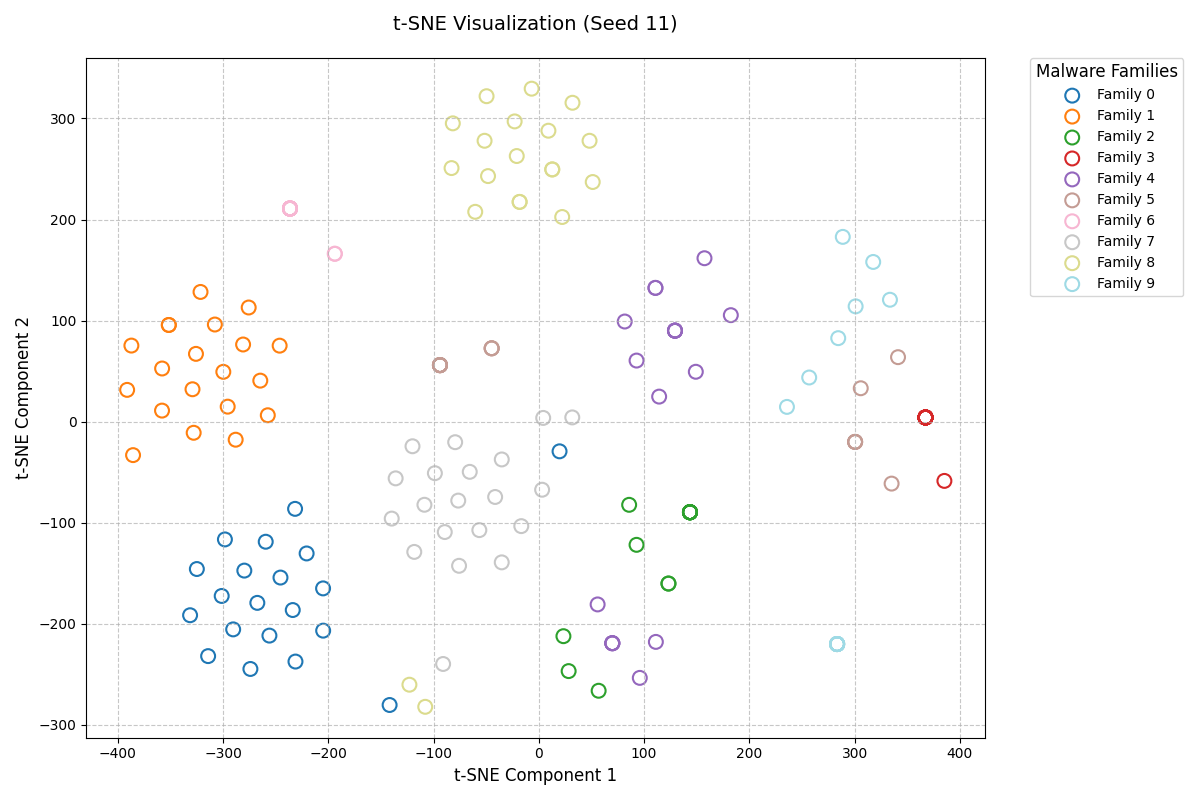 t-SNE Visualization (Seed 11)
Malware Families
Family 0
Family 1
Family 2
Family 3
Family 4
Family 5
Family 6
Family 7
Family 8
Family 9
t-SNE Component 2
300
200
100
0
−100
−200
−300
−400 −300 −200 −100 0 100 200 300 400
t-SNE Component 1